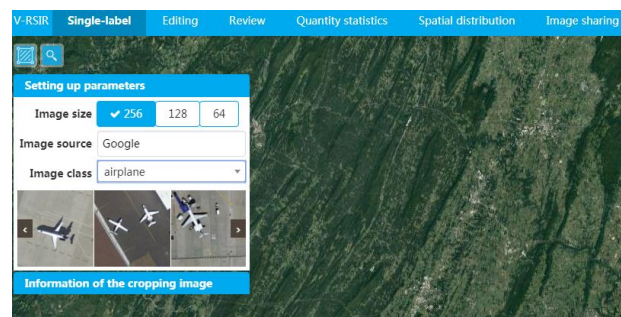 V-RSIR Single-label Editing Review Quantity statistics Spatial distribution Image sharing
Setting up parameters
Image size 256 128 64
Image source Google
Image class airplane
Information of the cropping image